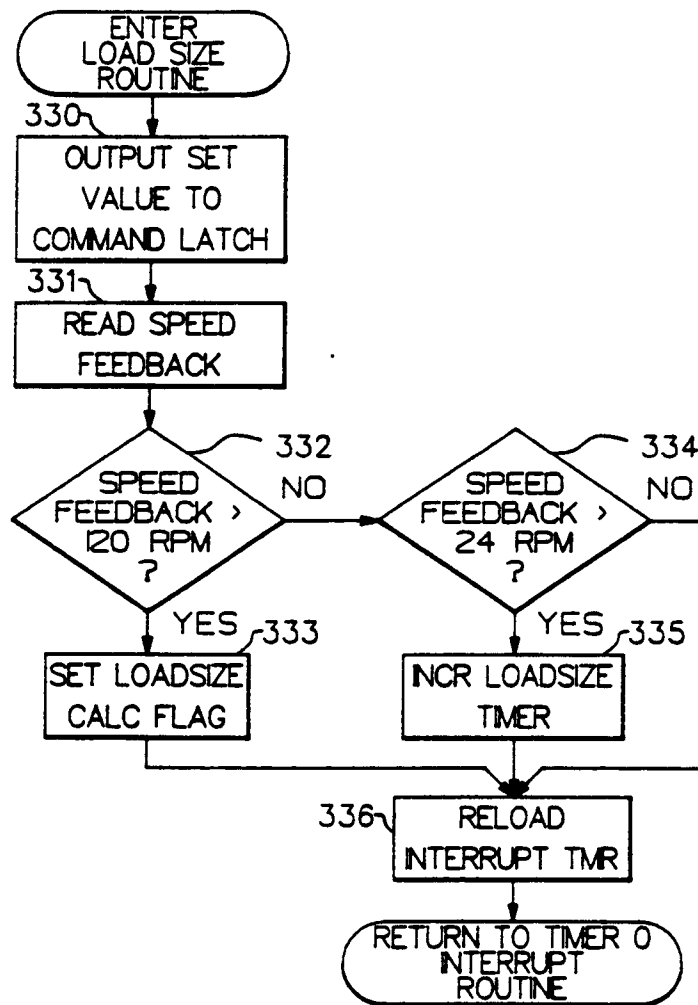 ENTER
LOAD SIZE
ROUTINE
330
OUTPUT SET
VALUE TO
COMMAND LATCH
331
READ SPEED
FEEDBACK
332
SPEED
FEEDBACK >
120 RPM
?
NO
YES
334
SPEED
FEEDBACK >
24 RPM
?
NO
YES
333
SET LOADSIZE
CALC FLAG
335
INCR LOADSIZE
TIMER
336
RELOAD
INTERRUPT TMR
RETURN TO TIMER 0
INTERRUPT
ROUTINE